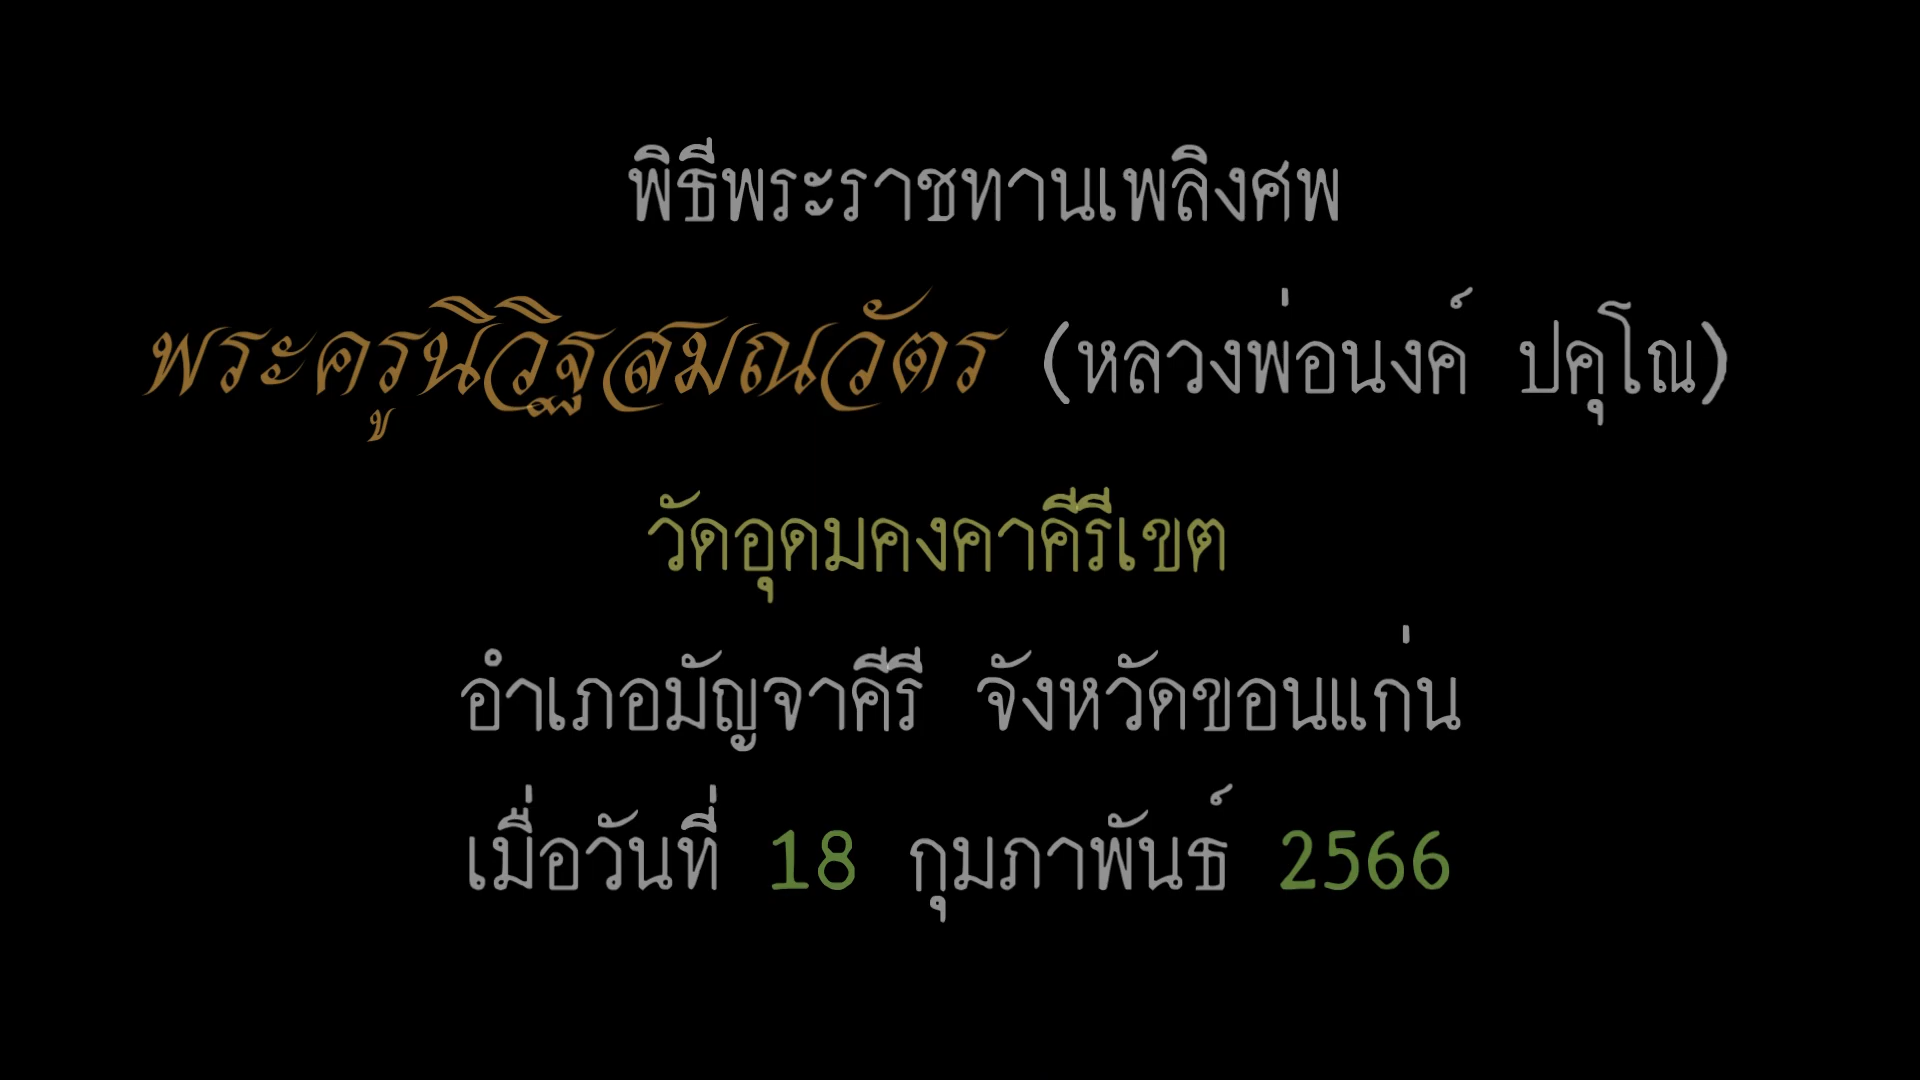 พิธีพระราชทานเพลิงศพ
พระครูนิวิฐสมณวัตร (หลวงพ่อนงค์ ปคุโณ)
วัดอุดมคงคาคีรีเขต
อำเภอมัญจาคีรี จังหวัดขอนแก่น
เมื่อวันที่ 18 กุมภาพันธ์ 2566